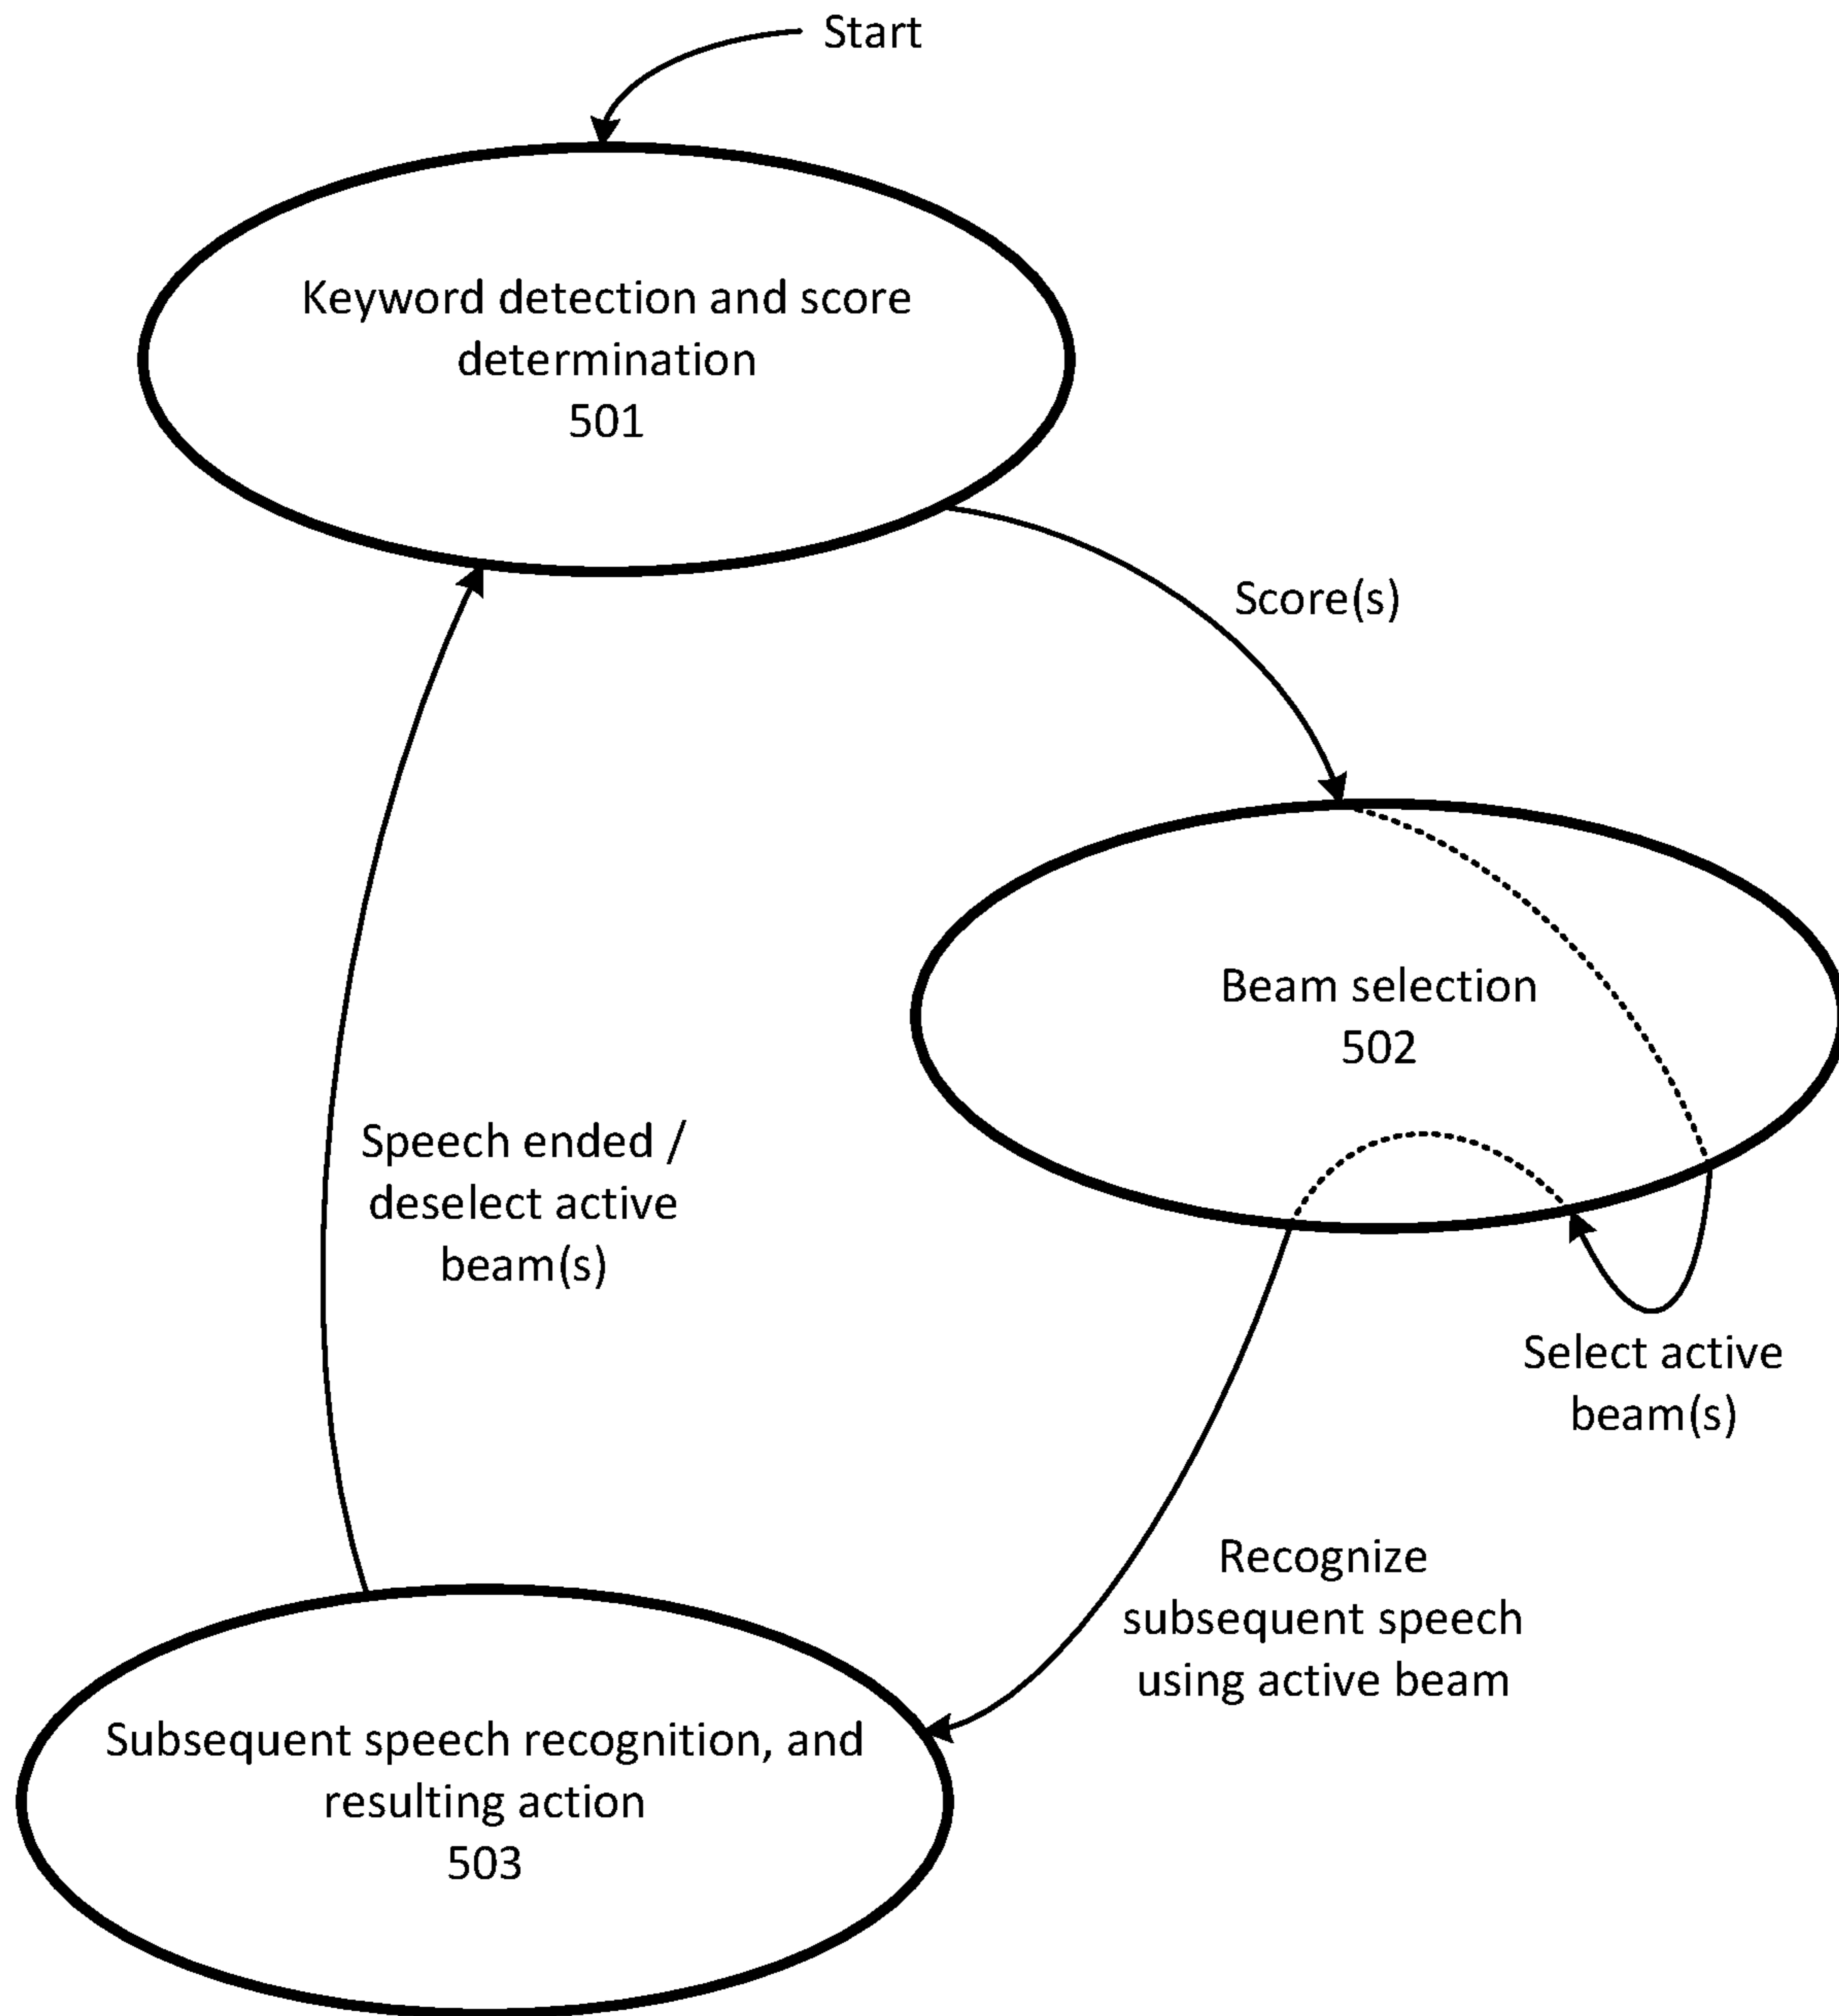 Start
Keyword detection and score
determination
501
Score(s)
Beam selection
502
Speech ended /
deselect active
beam(s)
Select active
beam(s)
Recognize
subsequent speech
using active beam
Subsequent speech recognition, and
resulting action
503